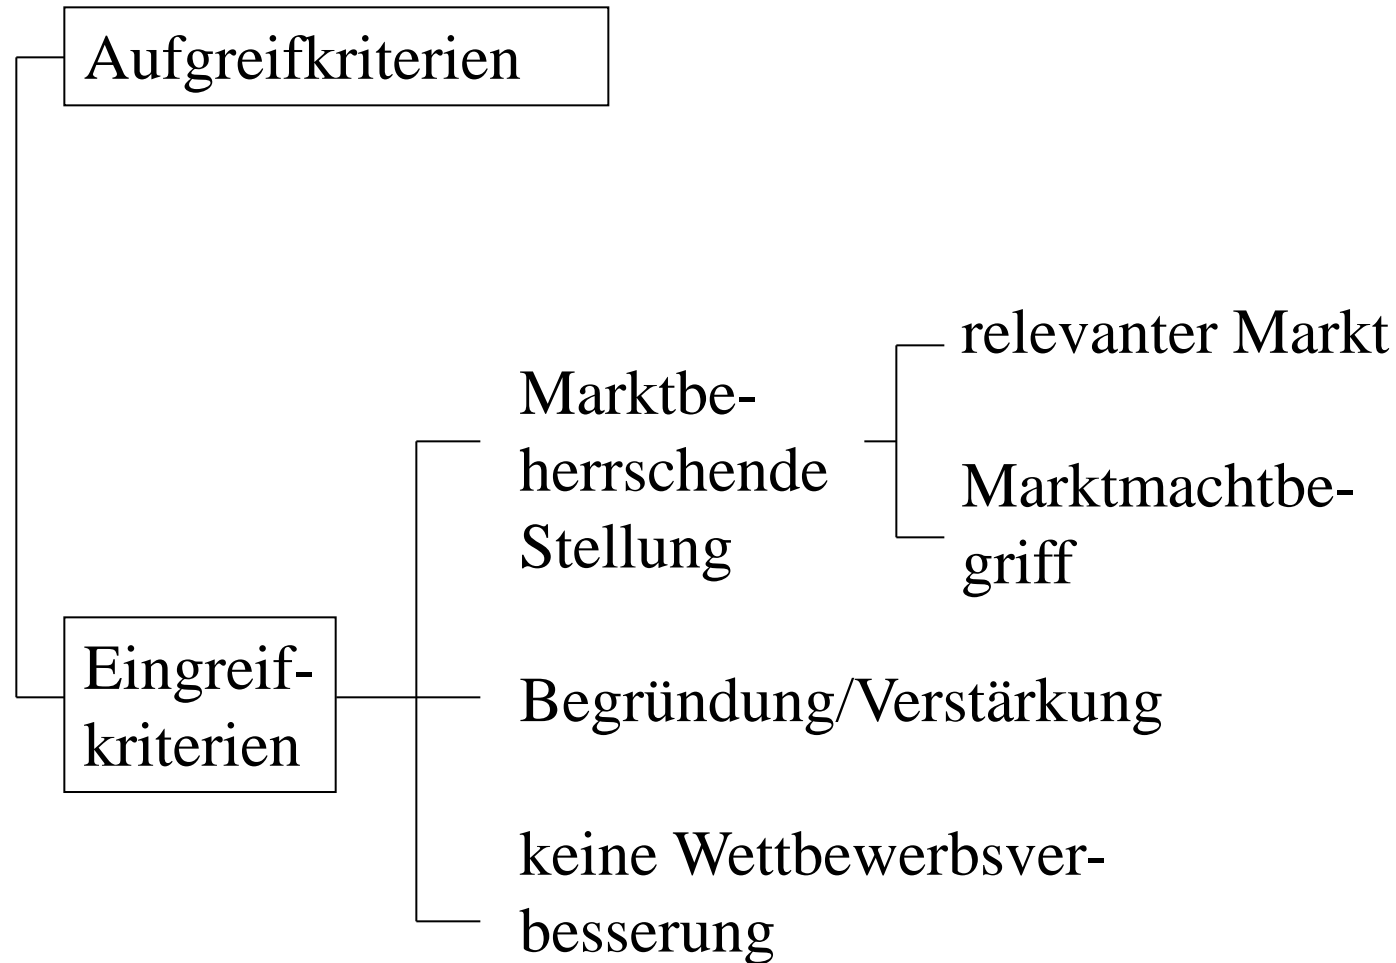 Aufgreifkriterien
relevanter Markt
Marktbe-
herrschende
Stellung
Marktmachtbe-
griff
Eingreif-
kriterien
Begründung/Verstärkung
keine Wettbewerbsver-
besserung